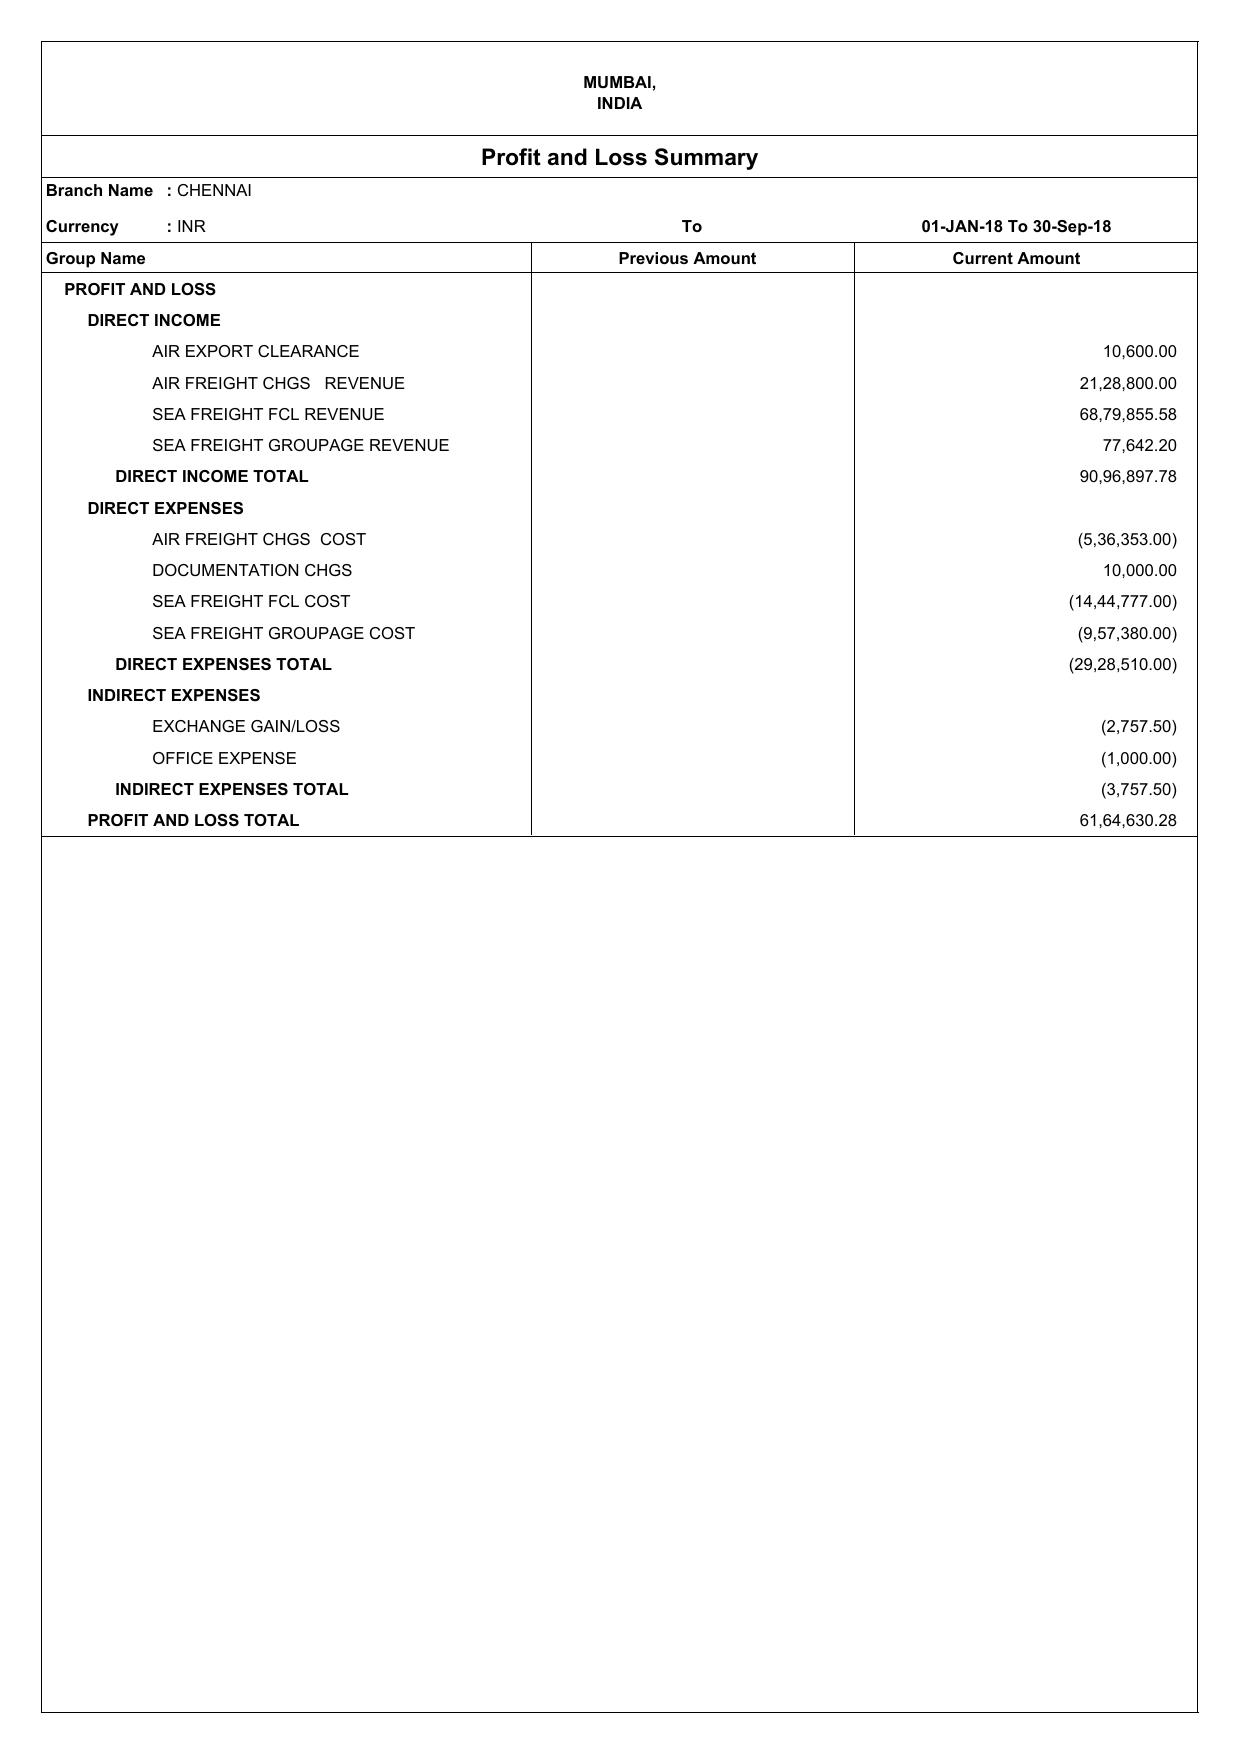 MUMBAI,
INDIA
Profit and Loss Summary
Branch Name : CHENNAI
Currency : INR To 01-JAN-18 To 30-Sep-18
Group Name Previous Amount Current Amount
PROFIT AND LOSS
DIRECT INCOME
AIR EXPORT CLEARANCE 10,600.00
AIR FREIGHT CHGS REVENUE 21,28,800.00
SEA FREIGHT FCL REVENUE 68,79,855.58
SEA FREIGHT GROUPAGE REVENUE 77,642.20
DIRECT INCOME TOTAL 90,96,897.78
DIRECT EXPENSES
AIR FREIGHT CHGS COST (5,36,353.00)
DOCUMENTATION CHGS 10,000.00
SEA FREIGHT FCL COST (14,44,777.00)
SEA FREIGHT GROUPAGE COST (9,57,380.00)
DIRECT EXPENSES TOTAL (29,28,510.00)
INDIRECT EXPENSES
EXCHANGE GAIN/LOSS (2,757.50)
OFFICE EXPENSE (1,000.00)
INDIRECT EXPENSES TOTAL (3,757.50)
PROFIT AND LOSS TOTAL 61,64,630.28